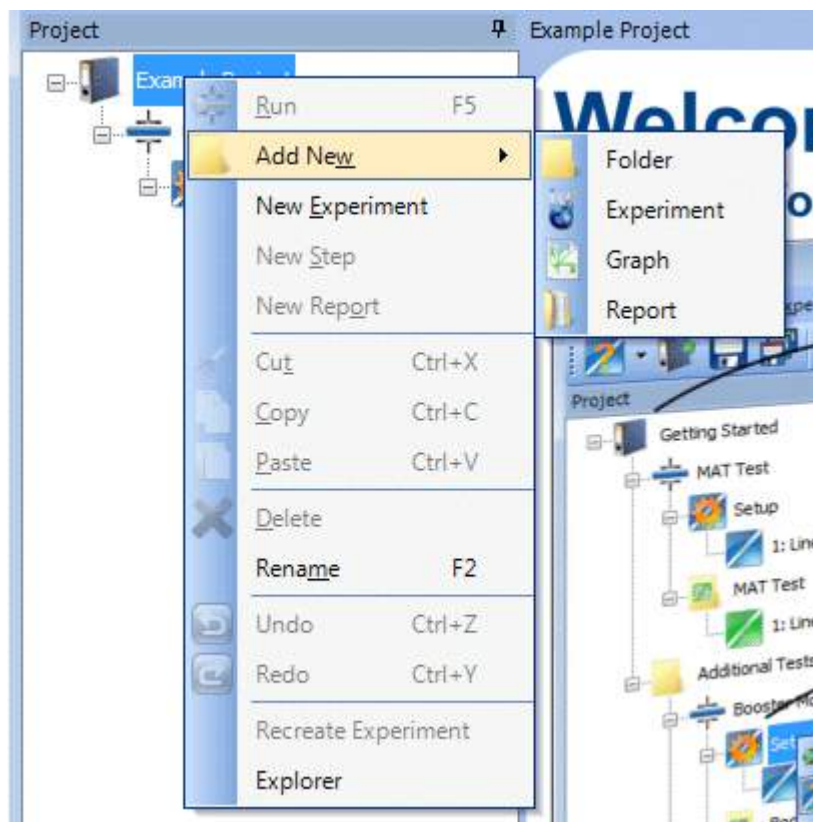 Project
Example Project
Run F5
Add New
New Experiment
New Step
New Report
Cut Ctrl+X
Copy Ctrl+C
Paste Ctrl+V
Delete
Rename F2
Undo Ctrl+Z
Redo Ctrl+Y
Recreate Experiment
Explorer
Folder
Experiment
Graph
Report
Project
Getting Started
MAT Test
Setup
MAT Test
Additional Tests
Booster